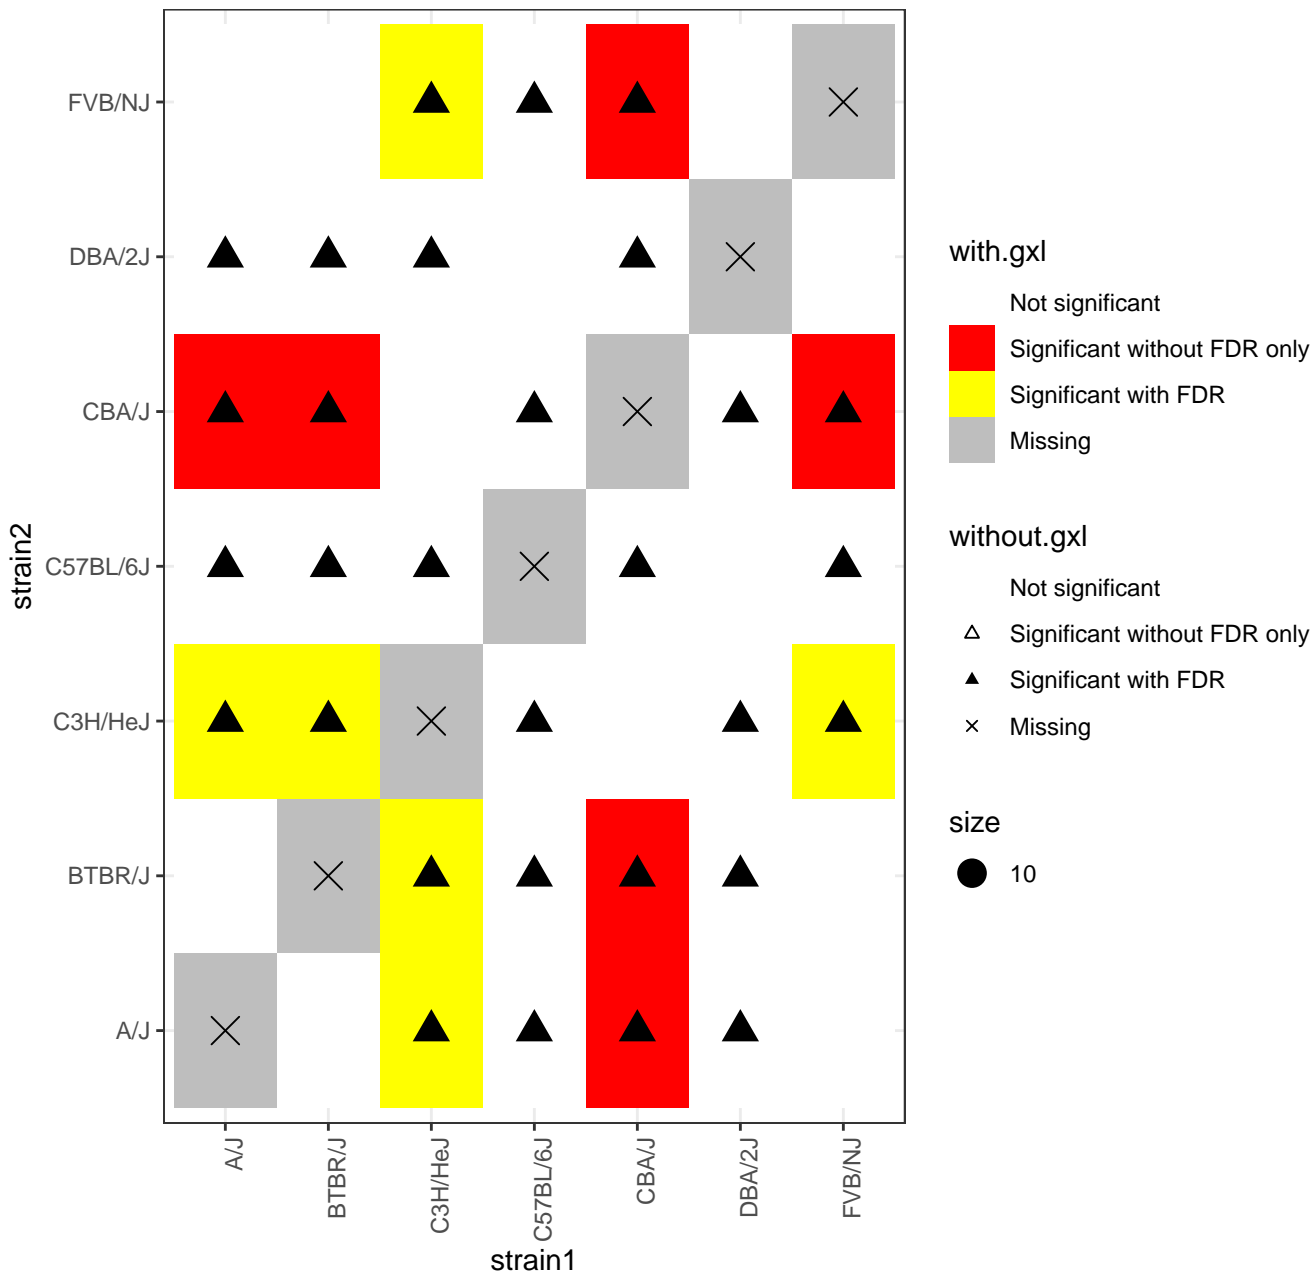 FVB/NJ
DBA/2J
CBA/J
C57BL/6J
C3H/HeJ
BTBR/J
A/J
strain2
A/J
BTBR/J
C3H/HeJ
C57BL/6J
CBA/J
DBA/2J
FVB/NJ
strain1
with.gxl
Not significant
Significant without FDR only
Significant with FDR
Missing
without.gxl
Not significant
Significant without FDR only
Significant with FDR
Missing
size
10